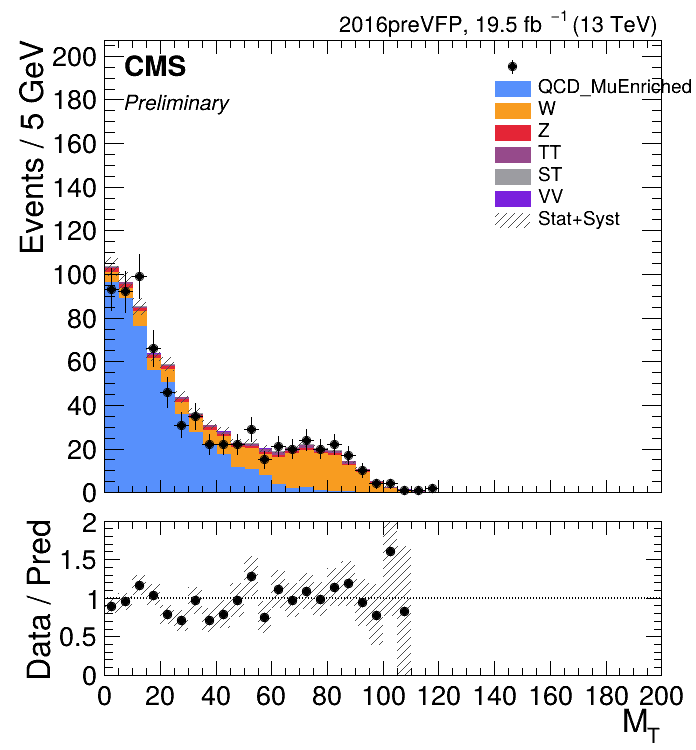 2016preVFP, 19.5 fb⁻¹ (13 TeV)
CMS
Preliminary
QCD_MuEnriched
W
Z
TT
ST
VV
Stat+Syst
Events / 5 GeV
200
180
160
140
120
100
80
60
40
20
0
Data / Pred
2
1.5
1
0.5
0
0 20 40 60 80 100 120 140 160 180 200
M_T